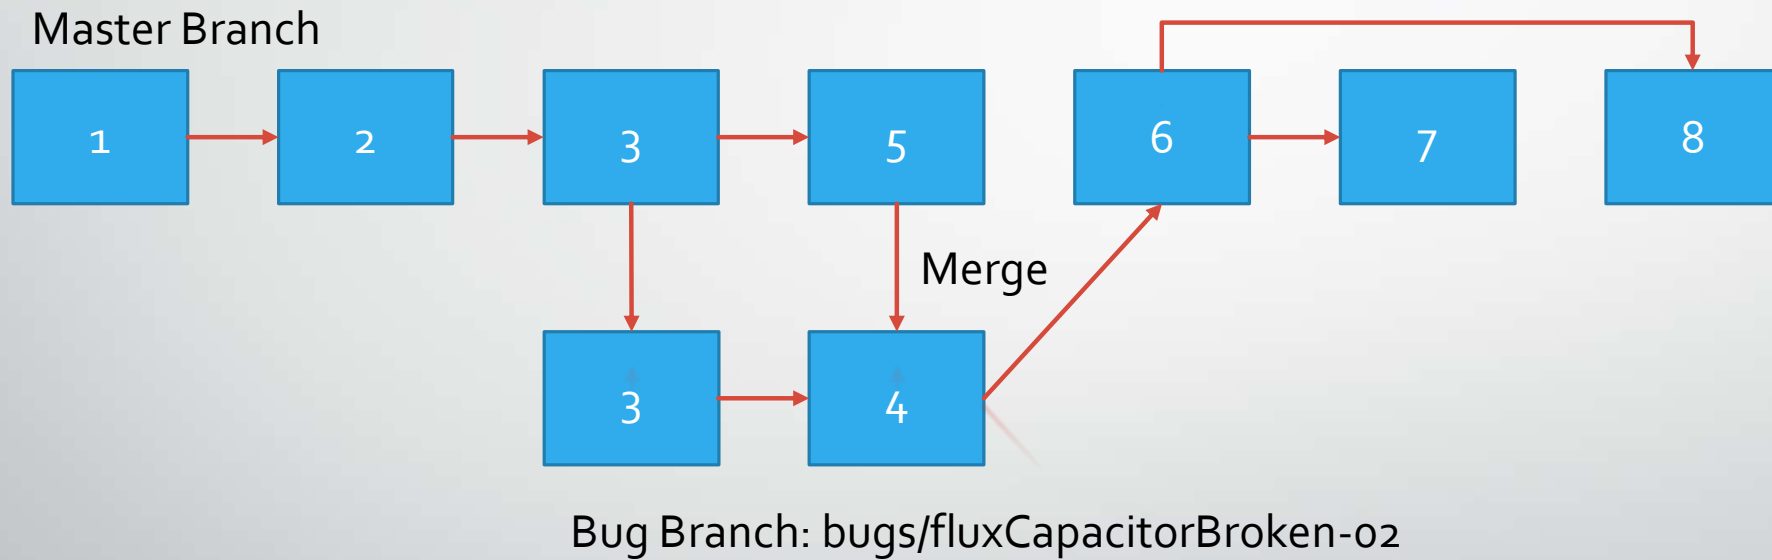 Master Branch
1 2 3 5 6 7 8
Merge
3 4
Bug Branch: bugs/fluxCapacitorBroken-02